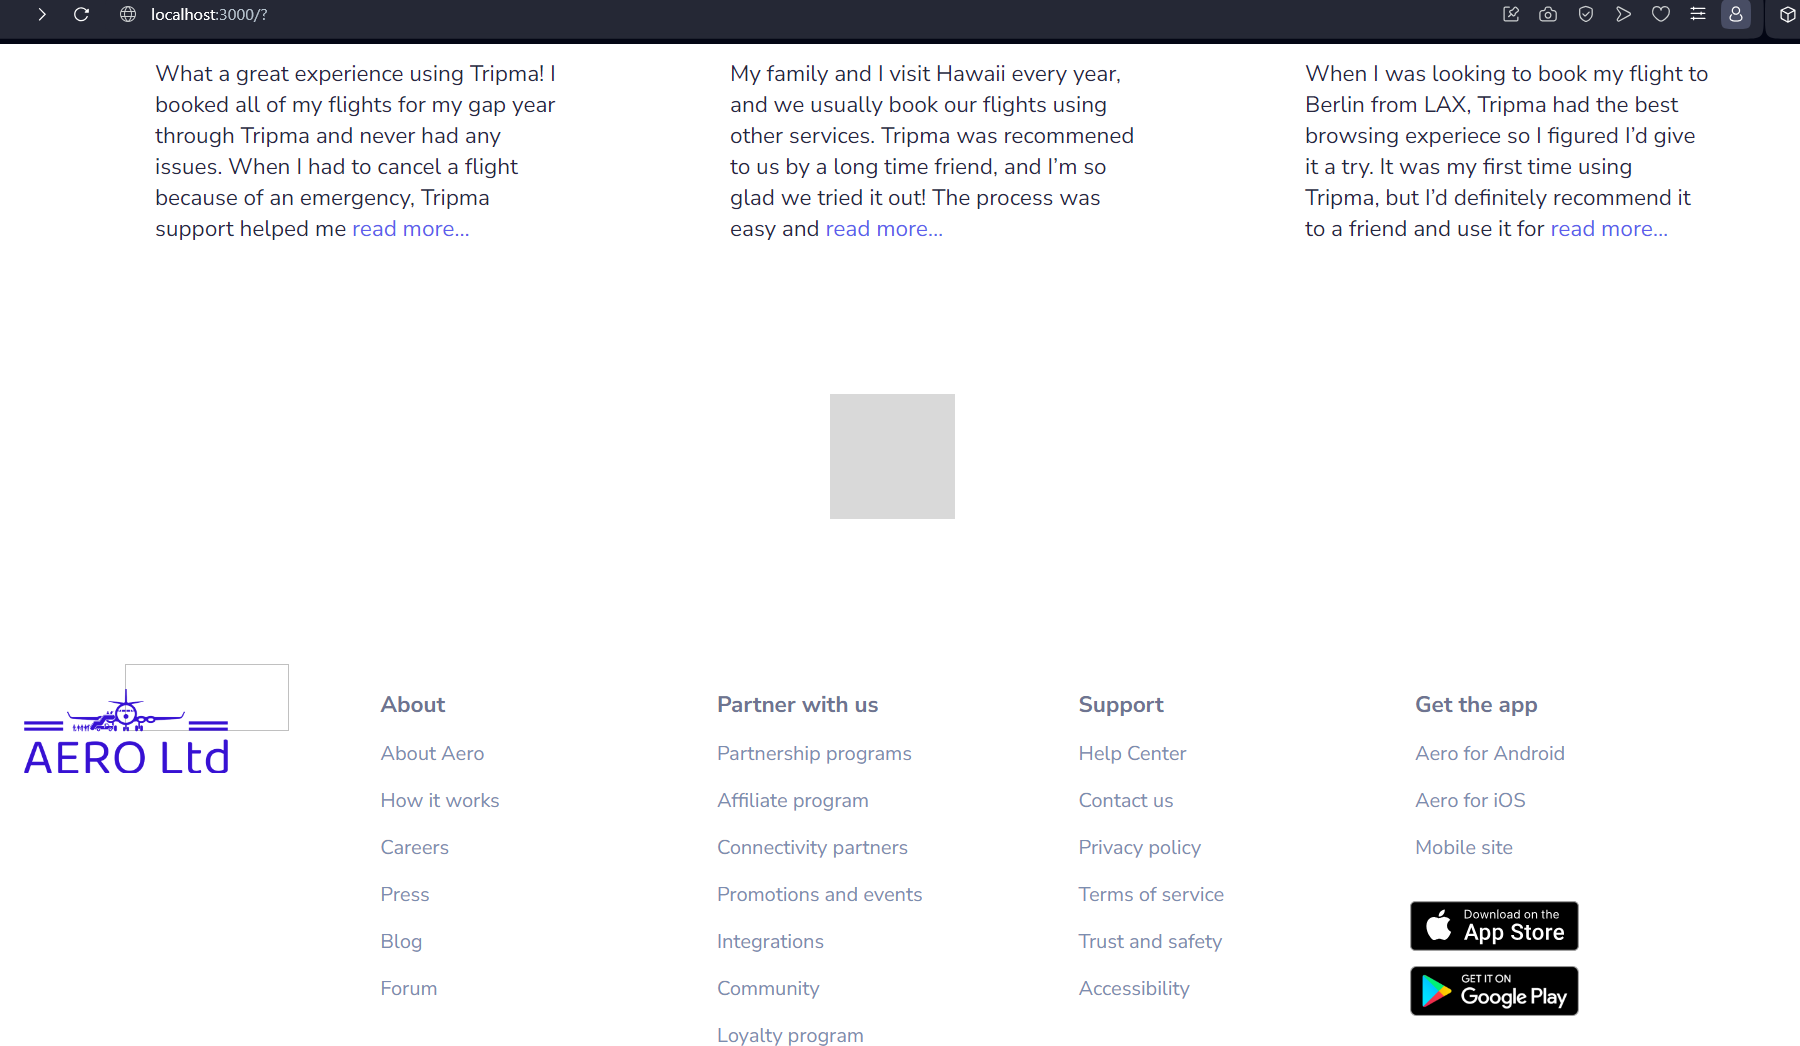 localhost:3000/?
What a great experience using Tripma! I
booked all of my flights for my gap year
through Tripma and never had any
issues. When I had to cancel a flight
because of an emergency, Tripma
support helped me read more...
My family and I visit Hawaii every year,
and we usually book our flights using
other services. Tripma was recommened
to us by a long time friend, and I’m so
glad we tried it out! The process was
easy and read more...
When I was looking to book my flight to
Berlin from LAX, Tripma had the best
browsing experiece so I figured I’d give
it a try. It was my first time using
Tripma, but I’d definitely recommend it
to a friend and use it for read more...
AERO Ltd
About
About Aero
How it works
Careers
Press
Blog
Forum
Partner with us
Partnership programs
Affiliate program
Connectivity partners
Promotions and events
Integrations
Community
Loyalty program
Support
Help Center
Contact us
Privacy policy
Terms of service
Trust and safety
Accessibility
Get the app
Aero for Android
Aero for iOS
Mobile site
Download on the
App Store
GET IT ON
Google Play